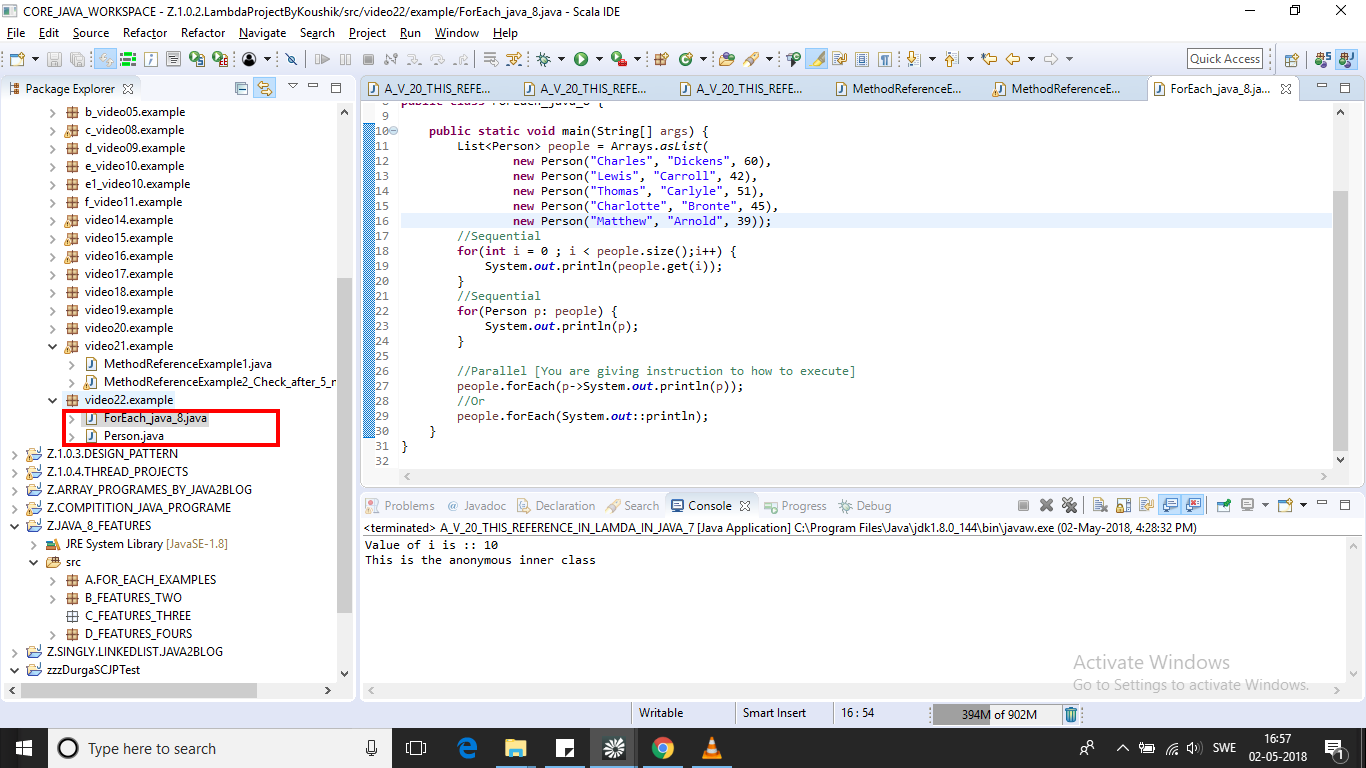 CORE_JAVA_WORKSPACE - Z.1.0.2.LambdaProjectByKoushik/src/video22/example/ForEach_java_8.java - Scala IDE
File Edit Source Refactor Refactor Navigate Search Project Run Window Help
Quick Access
Package Explorer
b_video05.example
c_video08.example
d_video09.example
e_video10.example
e1_video10.example
f_video11.example
video14.example
video15.example
video16.example
video17.example
video18.example
video19.example
video20.example
video21.example
MethodReferenceExample1.java
MethodReferenceExample2_Check_after_5_r
video22.example
ForEach_java_8.java
Person.java
Z.1.0.3.DESIGN_PATTERN
Z.1.0.4.THREAD_PROJECTS
Z.ARRAY_PROGRAMES_BY_JAVA2BLOG
Z.COMPITITION_JAVA_PROGRAME
Z.JAVA_8_FEATURES
JRE System Library [JavaSE-1.8]
src
A.FOR_EACH_EXAMPLES
B_FEATURES_TWO
C_FEATURES_THREE
D_FEATURES_FOURS
Z.SINGLY.LINKEDLIST.JAVA2BLOG
zzzDurgaSCJPTest
A_V_20_THIS_REFE... A_V_20_THIS_REFE... A_V_20_THIS_REFE... MethodReferenceE... MethodReferenceE... ForEach_java_8.ja...
8 public class ForEach_java_8 {
9
10 public static void main(String[] args) {
11 List<Person> people = Arrays.asList(
12 new Person("Charles", "Dickens", 60),
13 new Person("Lewis", "Carroll", 42),
14 new Person("Thomas", "Carlyle", 51),
15 new Person("Charlotte", "Bronte", 45),
16 new Person("Matthew", "Arnold", 39));
17 //Sequential
18 for(int i = 0 ; i < people.size();i++) {
19 System.out.println(people.get(i));
20 }
21 //Sequential
22 for(Person p: people) {
23 System.out.println(p);
24 }
25
26 //Parallel [You are giving instruction to how to execute]
27 people.forEach(p->System.out.println(p));
28 //Or
29 people.forEach(System.out::println);
30 }
31 }
32
Problems Javadoc Declaration Search Console Progress Debug
<terminated> A_V_20_THIS_REFERENCE_IN_LAMDA_IN_JAVA_7 [Java Application] C:\Program Files\Java\jdk1.8.0_144\bin\javaw.exe (02-May-2018, 4:28:32 PM)
Value of i is :: 10
This is the anonymous inner class
Activate Windows
Go to Settings to activate Windows.
Writable Smart Insert 16 : 54 394M of 902M
Type here to search
SWE
16:57
02-05-2018
1